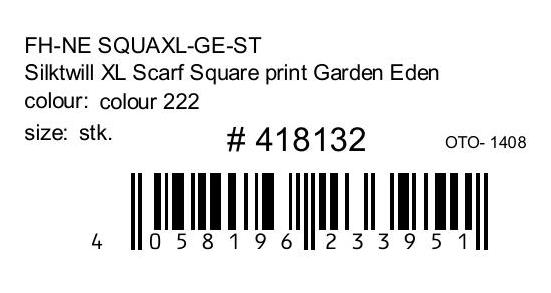 FH-NE SQUAXL-GE-ST
Silktwill XL Scarf Square print Garden Eden
colour: colour 222
size: stk.
# 418132
OTO- 1408
4 058196 233951